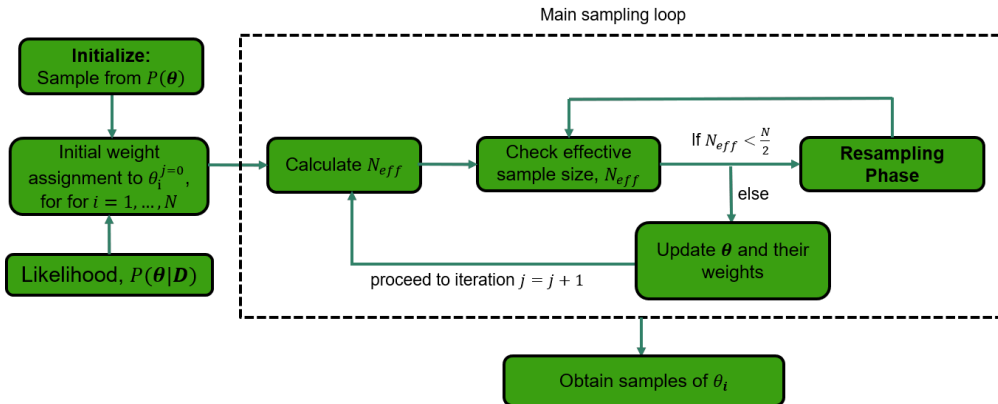 Main sampling loop
Initialize:
Sample from P(θ)
Initial weight
assignment to θ_i^{j=0},
for for i = 1, … , N
Likelihood, P(θ|D)
Calculate N_eff
Check effective
sample size, N_eff
If N_eff < N/2
Resampling
Phase
else
Update θ and their
weights
proceed to iteration j = j + 1
Obtain samples of θ_i